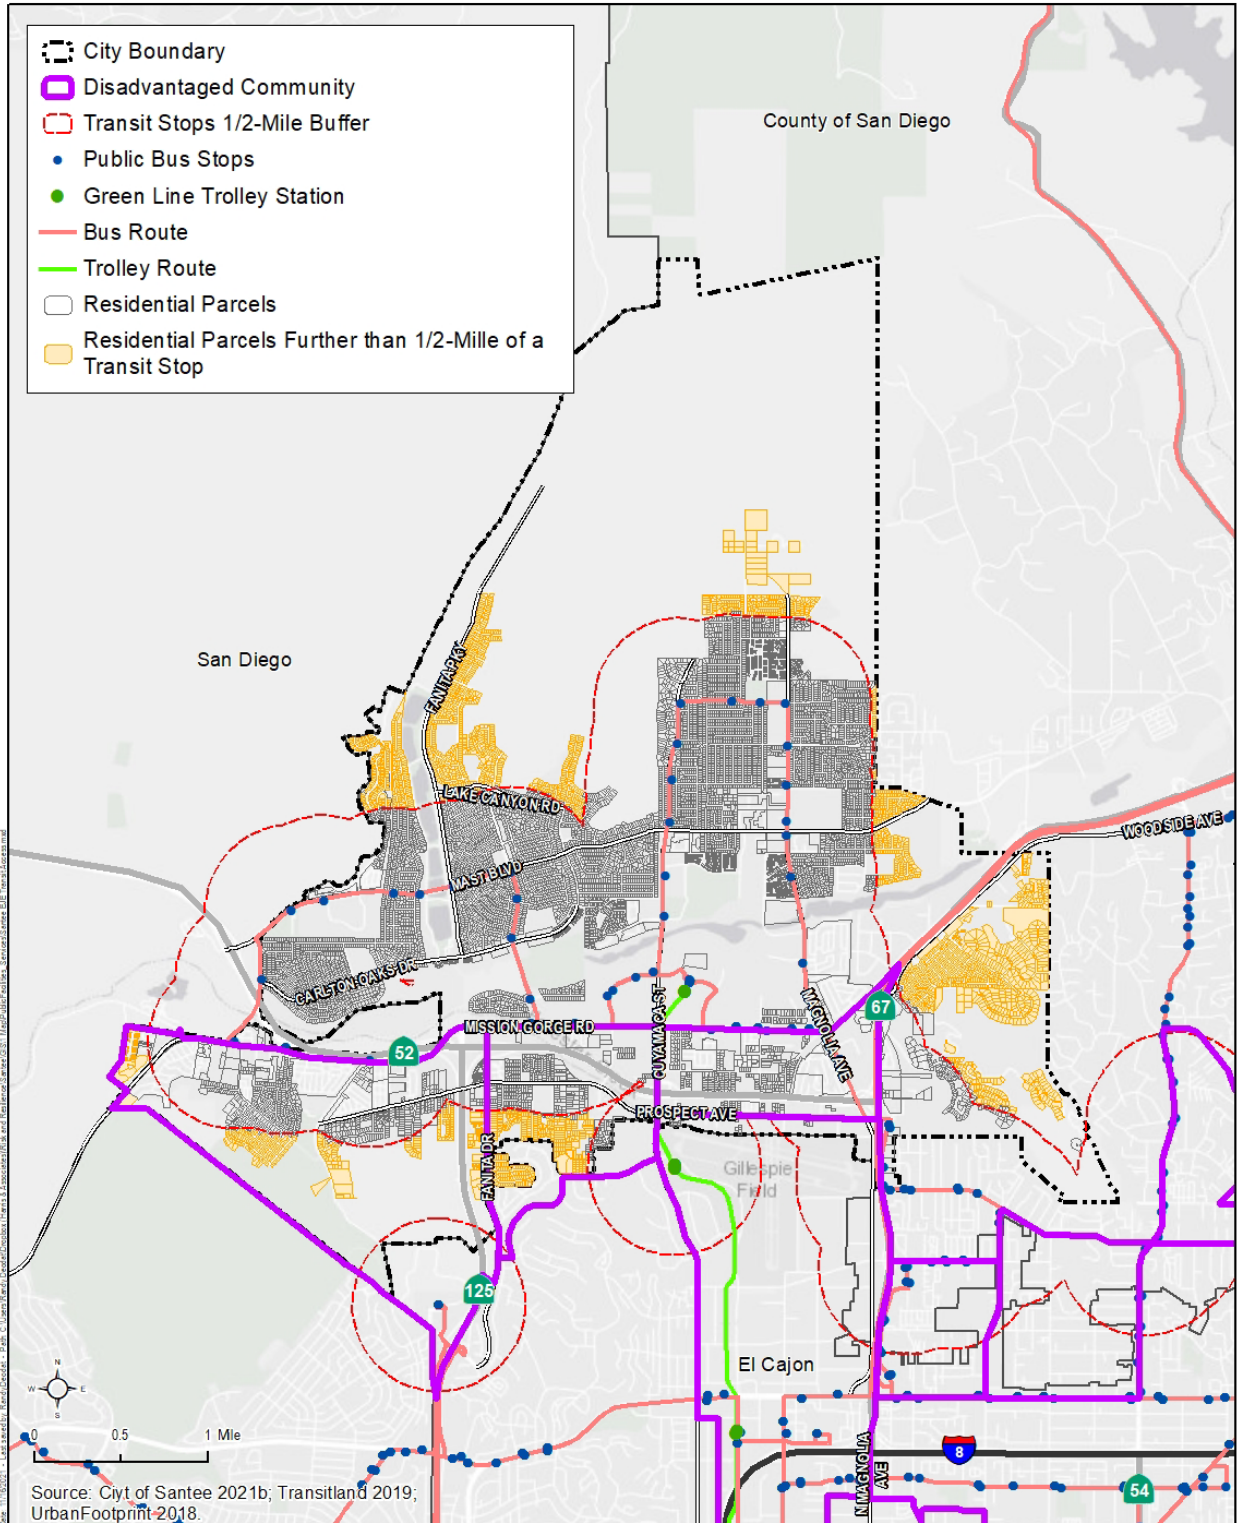 City Boundary
Disadvantaged Community
Transit Stops 1/2-Mile Buffer
Public Bus Stops
Green Line Trolley Station
Bus Route
Trolley Route
Residential Parcels
Residential Parcels Further than 1/2-Mille of a
Transit Stop
County of San Diego
San Diego
FANITA PKY
LAKE CANYON RD
WOODSIDE AVE
MAST BLVD
CARLTON OAKS DR
MISSION GORGE RD
CUYAMACA ST
MAGNOLIA AVE
67
52
PROSPECT AVE
FANITA DR
Gillespie
Field
125
El Cajon
N
W E
S
0 0.5 1 Mle
N MAGNOLIA
AVE
8
54
Source: Ciyt of Santee 2021b; Transitland 2019;
UrbanFootprint 2018.